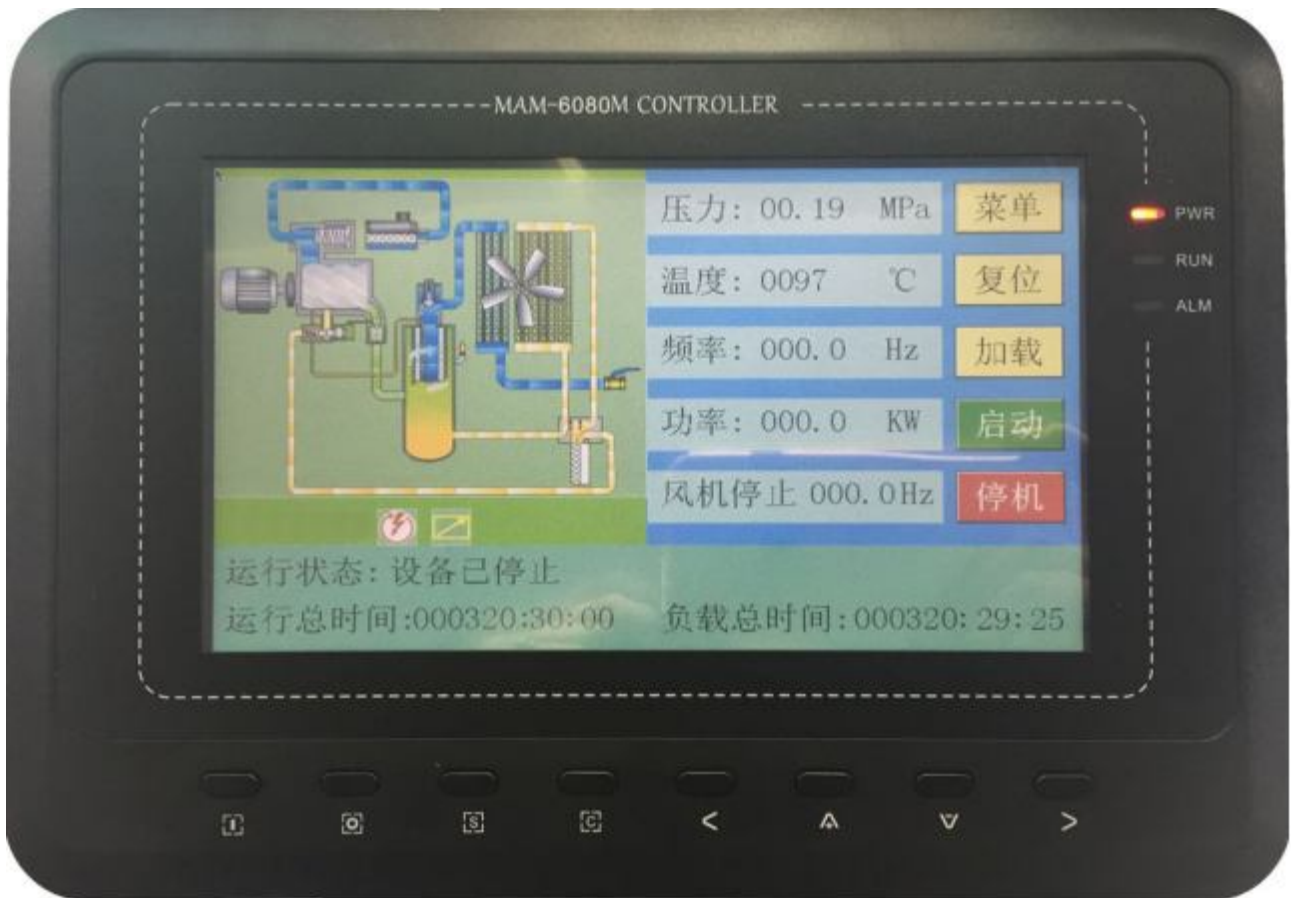 MAM-6080M CONTROLLER
压力: 00.19 MPa 菜单
温度: 0097 ℃ 复位
频率: 000.0 Hz 加载
功率: 000.0 KW 启动
风机停止 000.0Hz 停机
PWR
RUN
ALM
运行状态: 设备已停止
运行总时间:000320:30:00 负载总时间:000320:29:25
I O S C < ∧ ∨ >